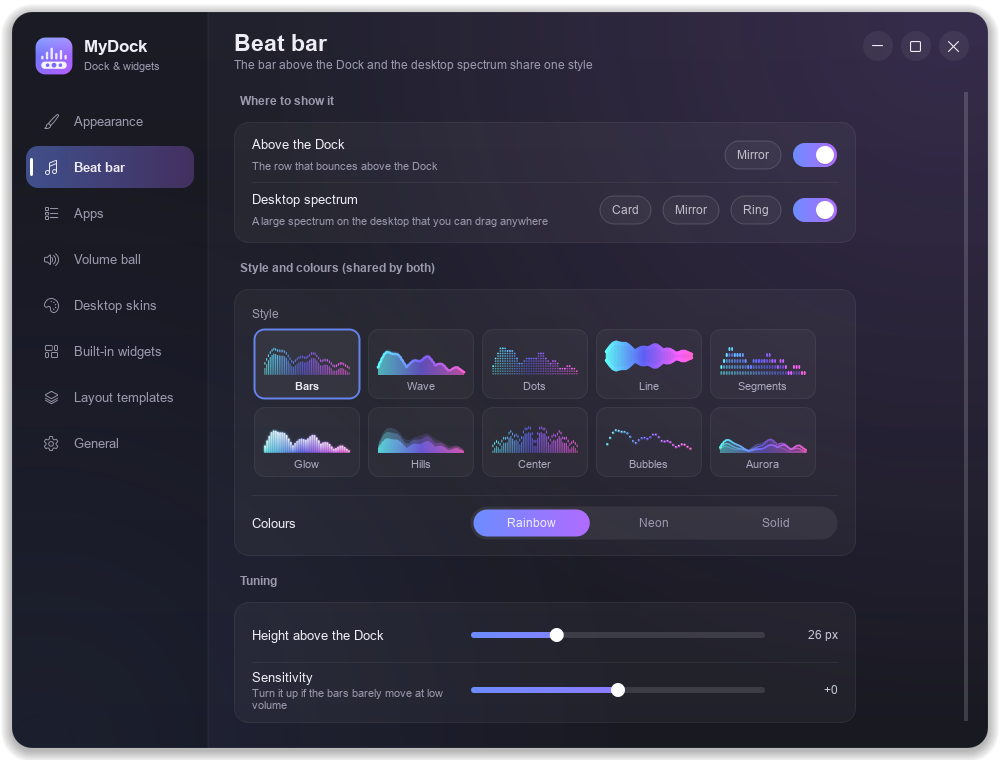 MyDock
Dock & widgets
Appearance
Beat bar
Apps
Volume ball
Desktop skins
Built-in widgets
Layout templates
General
Beat bar
The bar above the Dock and the desktop spectrum share one style
Where to show it
Above the Dock
The row that bounces above the Dock
Mirror
Desktop spectrum
A large spectrum on the desktop that you can drag anywhere
Card Mirror Ring
Style and colours (shared by both)
Style
Bars Wave Dots Line Segments
Glow Hills Center Bubbles Aurora
Colours Rainbow Neon Solid
Tuning
Height above the Dock 26 px
Sensitivity
Turn it up if the bars barely move at low
volume
+0